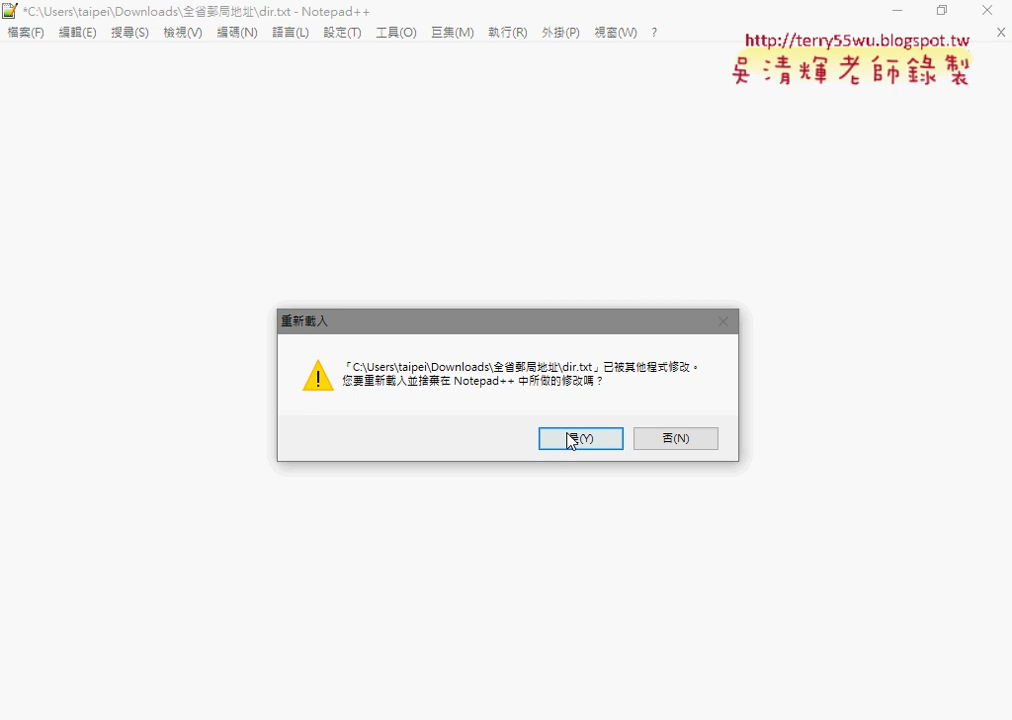 *C:\Users\taipei\Downloads\全省郵局地址\dir.txt - Notepad++
檔案(F) 編輯(E) 搜尋(S) 檢視(V) 編碼(N) 語言(L) 設定(T) 工具(O) 巨集(M) 執行(R) 外掛(P) 視窗(W) ? X
http://terry55wu.blogspot.tw
吳清輝老師錄製
重新載入
「C:\Users\taipei\Downloads\全省郵局地址\dir.txt」已被其他程式修改。
您要重新載入並捨棄在 Notepad++ 中所做的修改嗎？
是(Y) 否(N)